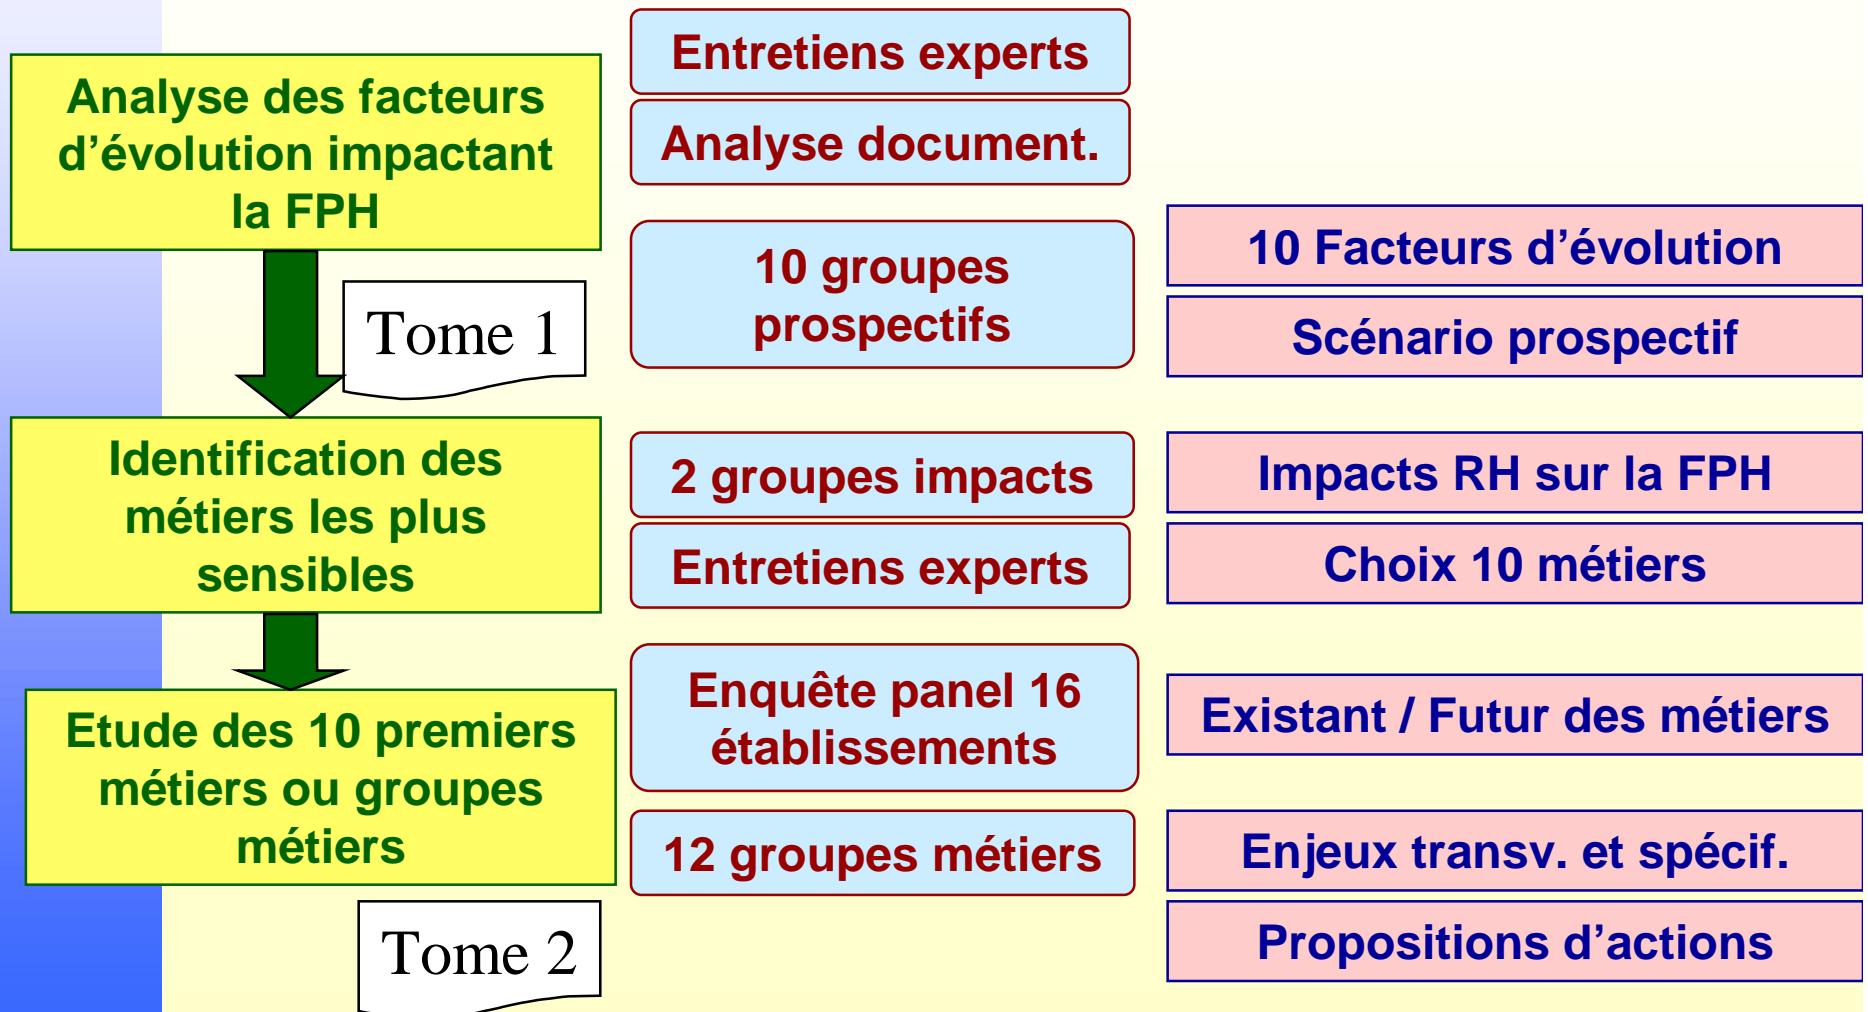 Analyse des facteurs
d’évolution impactant
la FPH
Tome 1
Identification des
métiers les plus
sensibles
Etude des 10 premiers
métiers ou groupes
métiers
Tome 2
Entretiens experts
Analyse document.
10 groupes
prospectifs
2 groupes impacts
Entretiens experts
Enquête panel 16
établissements
12 groupes métiers
10 Facteurs d’évolution
Scénario prospectif
Impacts RH sur la FPH
Choix 10 métiers
Existant / Futur des métiers
Enjeux transv. et spécif.
Propositions d’actions